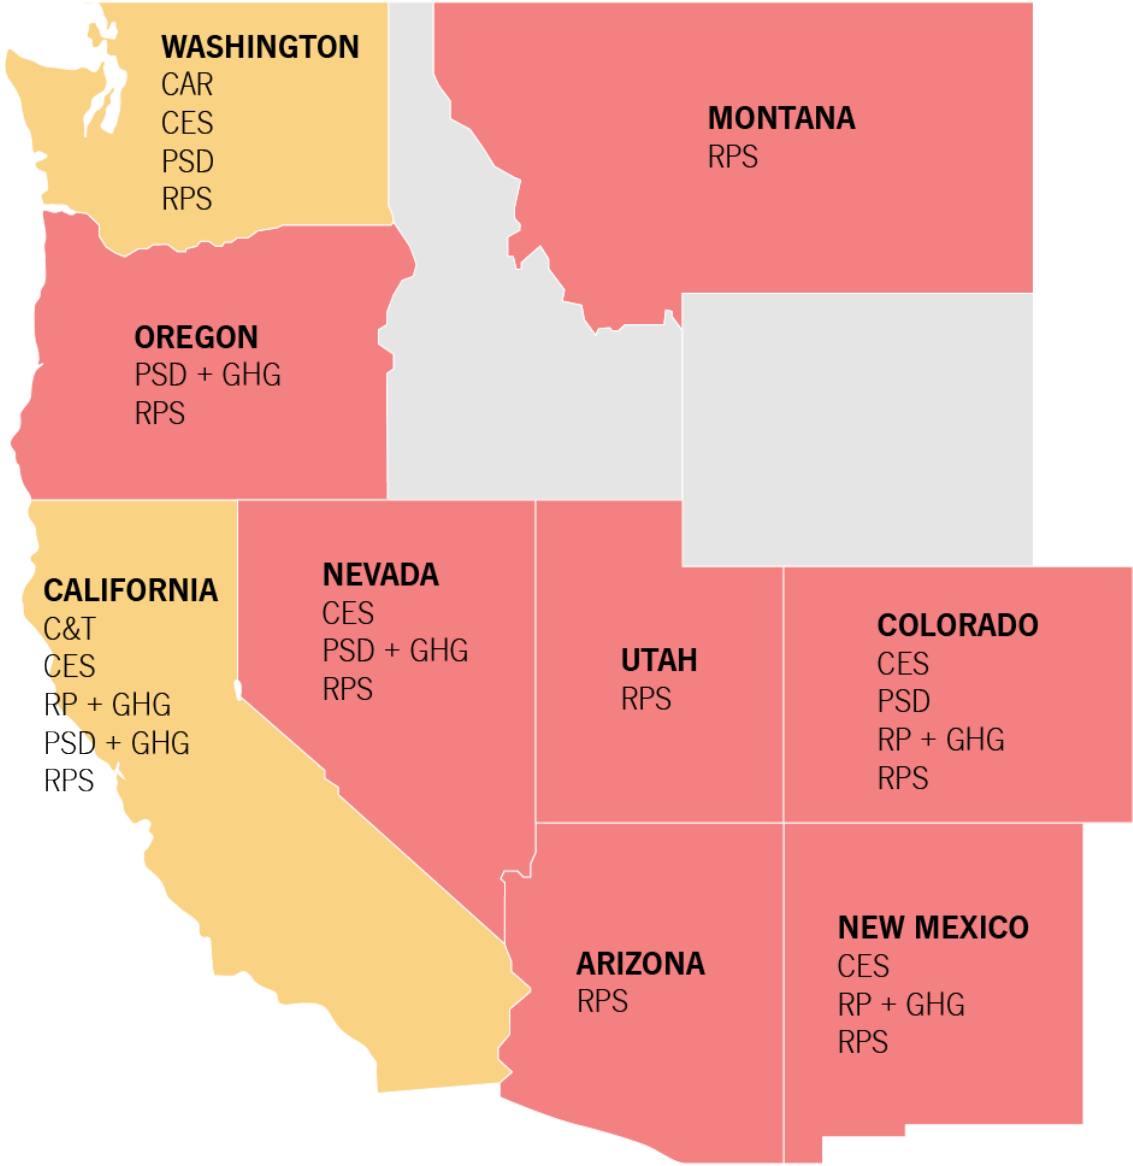 WASHINGTON
CAR
CES
PSD
RPS
MONTANA
RPS
OREGON
PSD + GHG
RPS
CALIFORNIA
C&T
CES
RP + GHG
PSD + GHG
RPS
NEVADA
CES
PSD + GHG
RPS
UTAH
RPS
COLORADO
CES
PSD
RP + GHG
RPS
ARIZONA
RPS
NEW MEXICO
CES
RP + GHG
RPS